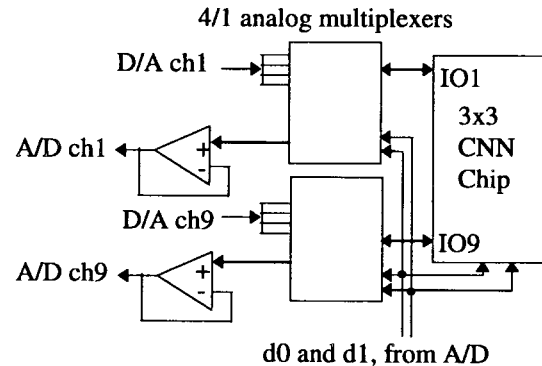 4/1 analog multiplexers
D/A ch1
IO1
3x3
CNN
Chip
A/D ch1
+
-
D/A ch9
IO9
A/D ch9
+
-
d0 and d1, from A/D